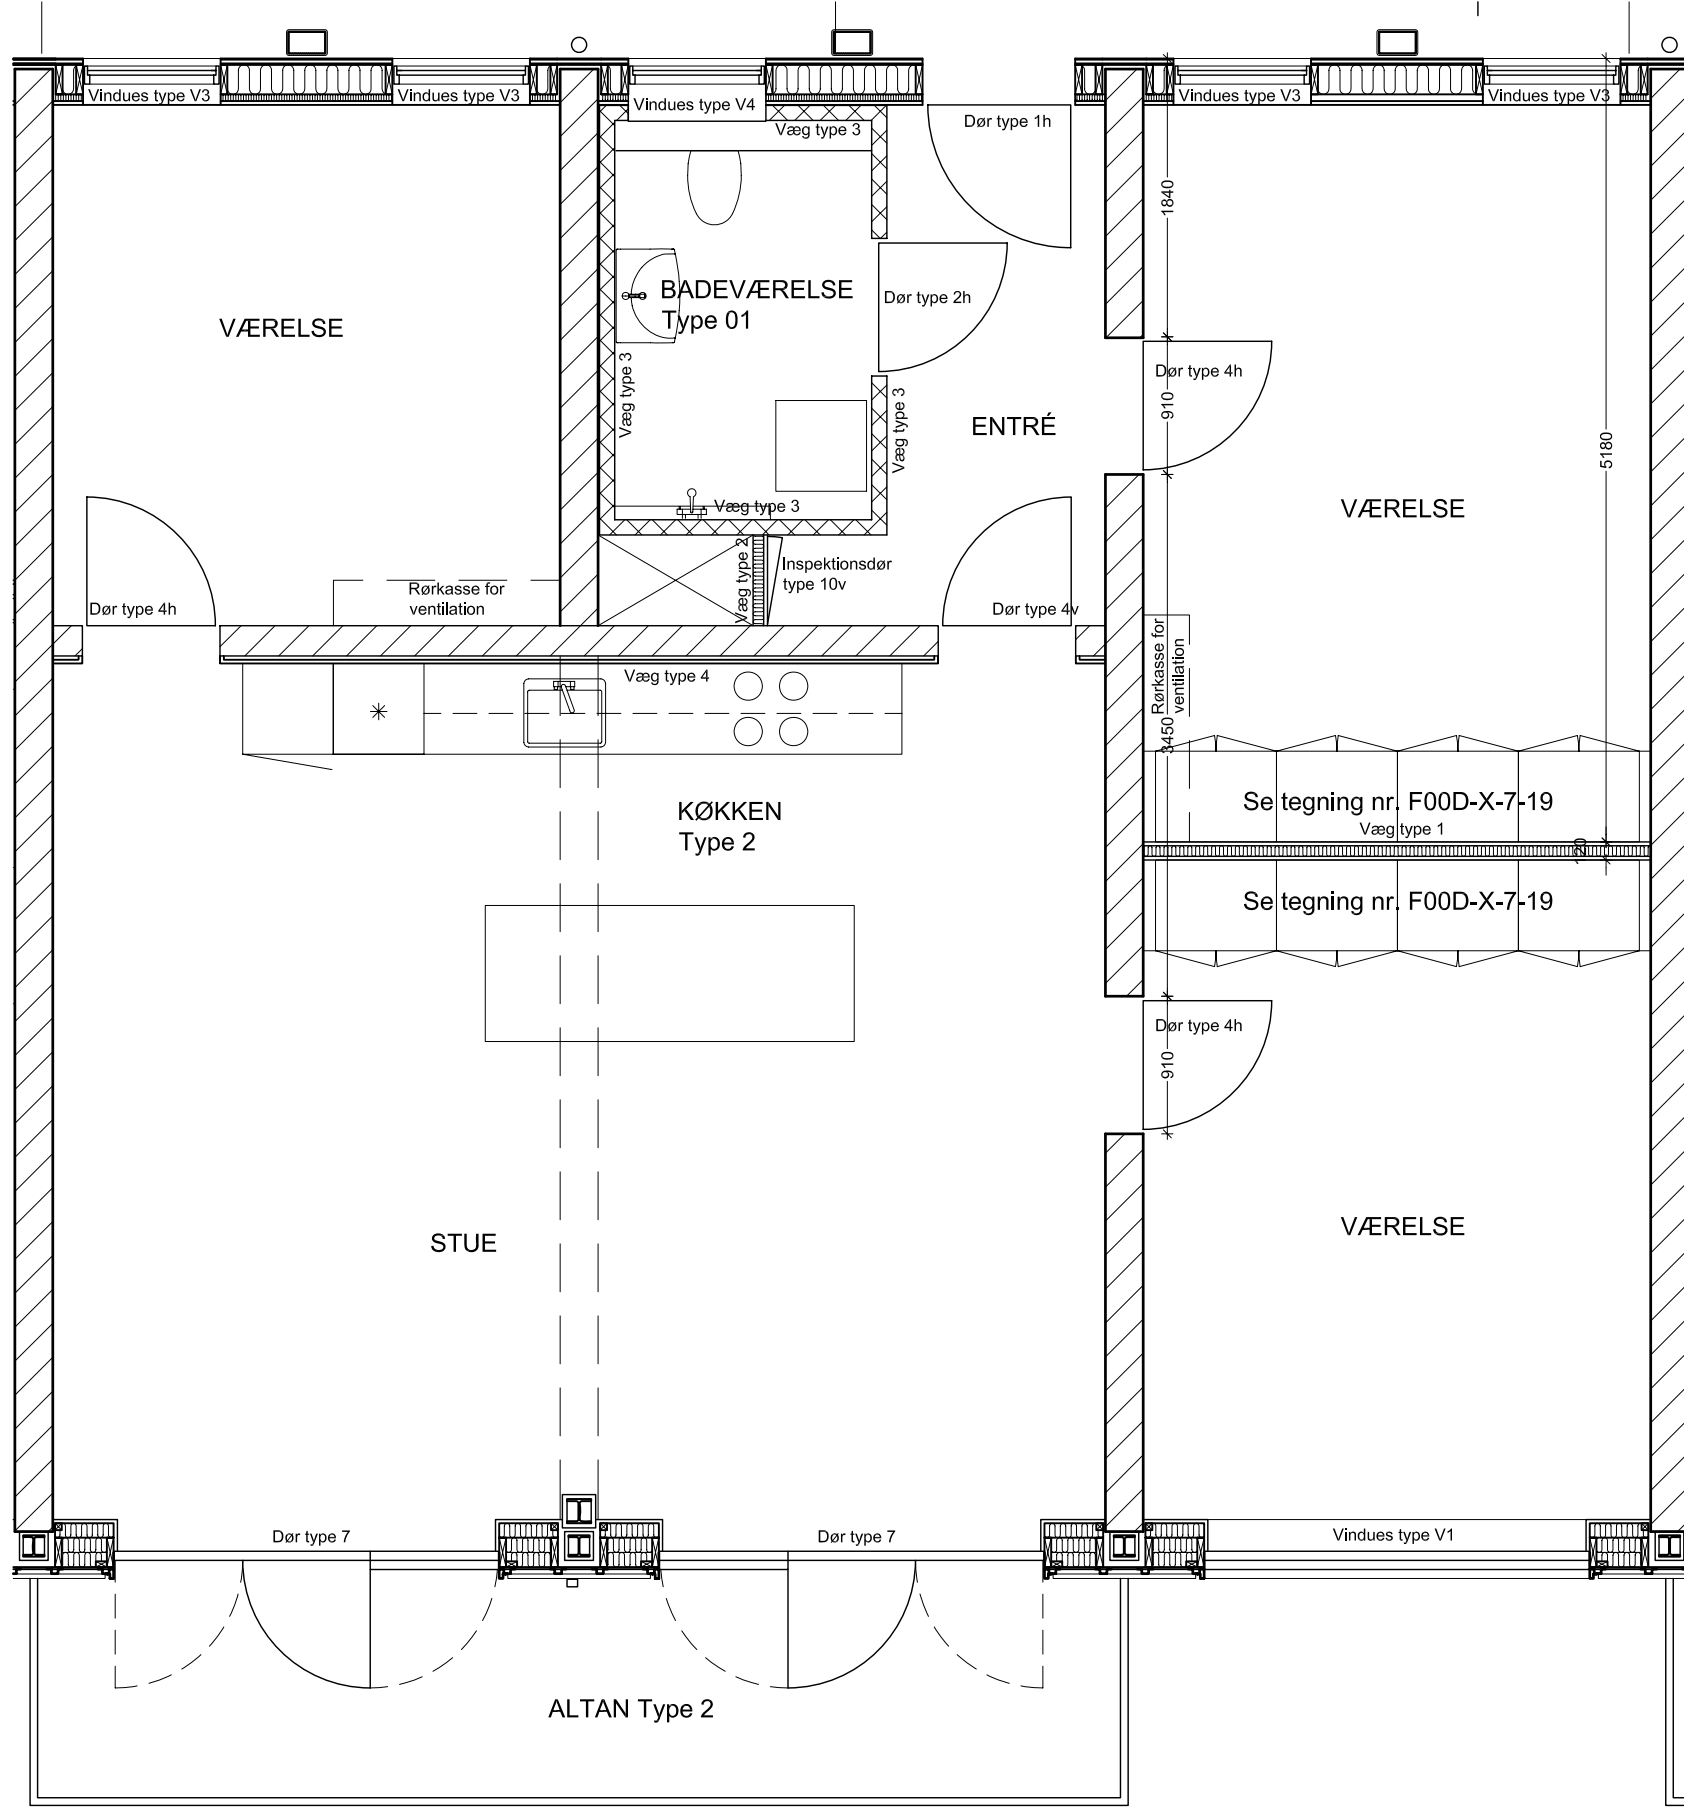 Vindues type V3
Vindues type V3
Vindues type V4
Vindues type V3
Vindues type V3
Væg type 3
Dør type 1h
1840
BADEVÆRELSE
Type 01
Dør type 2h
VÆRELSE
Væg type 3
Væg type 3
Dør type 4h
910
ENTRÉ
5180
VÆRELSE
Væg type 3
Væg type 2
Inspektionsdør
type 10v
Rørkasse for
ventilation
Dør type 4h
Dør type 4v
Rørkasse for
ventilation
Væg type 4
3450
KØKKEN
Type 2
Se tegning nr. F00D-X-7-19
Væg type 1
120
Se tegning nr. F00D-X-7-19
Dør type 4h
910
STUE
VÆRELSE
Dør type 7
Dør type 7
Vindues type V1
ALTAN Type 2